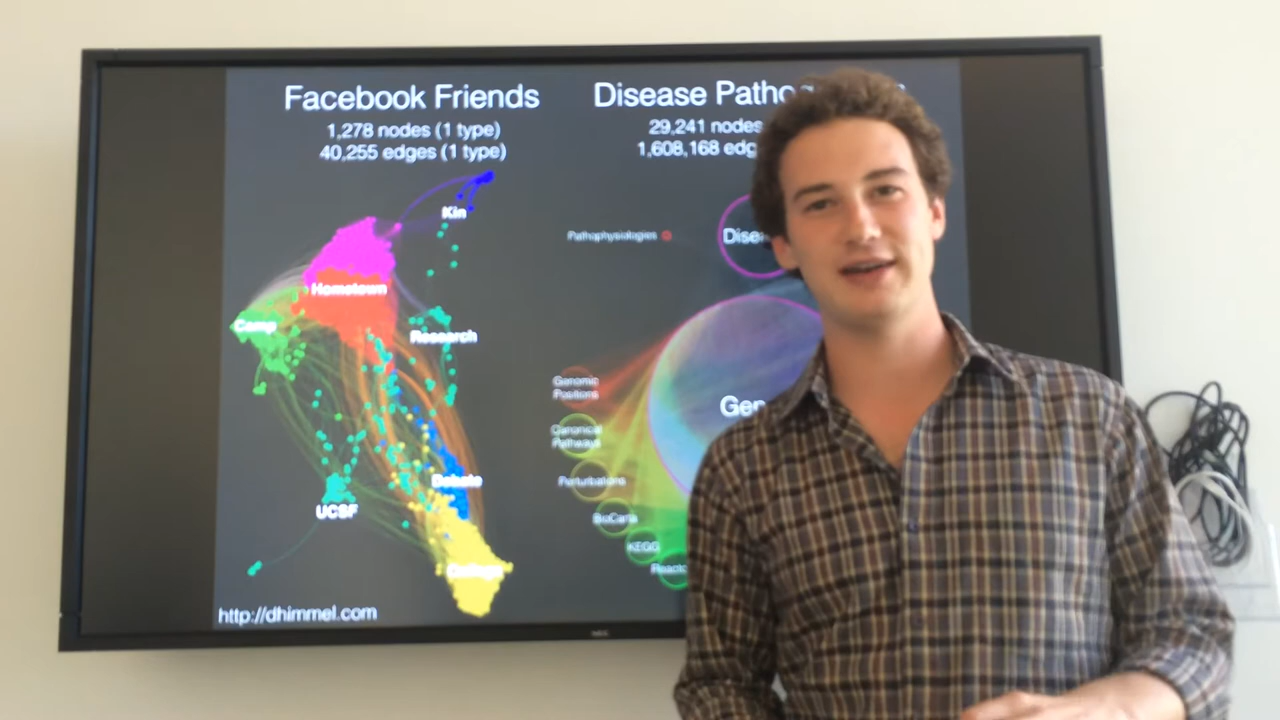 Facebook Friends
1,278 nodes (1 type)
40,255 edges (1 type)
Kin
Hometown
Camp
Research
Debate
UCSF
College
http://dhimmel.com
Disease Patho
29,241 nodes
1,608,168 edg
Pathophysiologies
Disea
Genomic
Positions
Canonical
Pathways
Gen
Perturbations
BioCarta
KEGG
Reacto
NEC